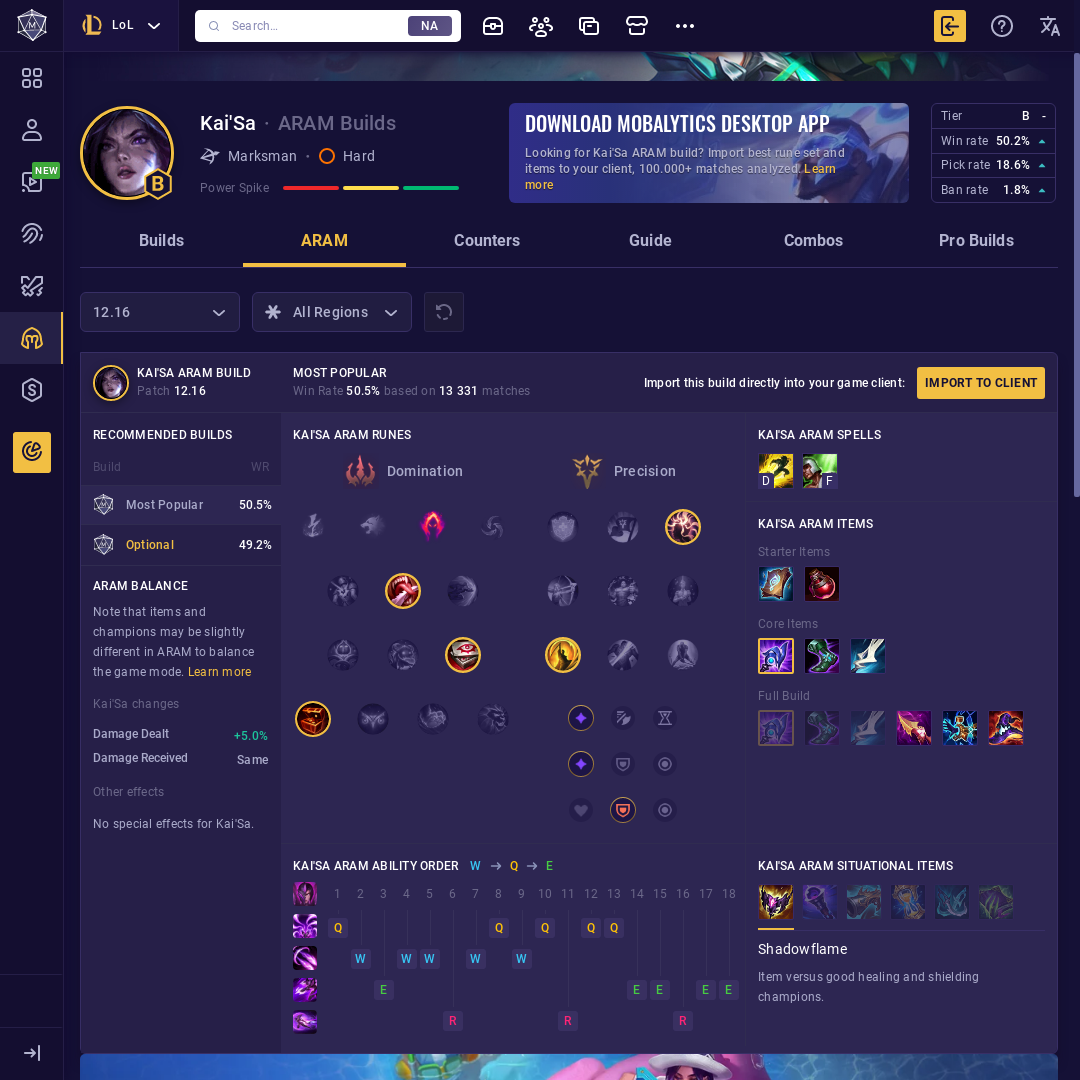 LoL
Search...
NA
NEW
Kai'Sa · ARAM Builds
Marksman · Hard
Power Spike
B
DOWNLOAD MOBALYTICS DESKTOP APP
Looking for Kai'Sa ARAM build? Import best rune set and
items to your client, 100.000+ matches analyzed. Learn
more
Tier B -
Win rate 50.2%
Pick rate 18.6%
Ban rate 1.8%
Builds
ARAM
Counters
Guide
Combos
Pro Builds
12.16
All Regions
KAI'SA ARAM BUILD
Patch 12.16
MOST POPULAR
Win Rate 50.5% based on 13 331 matches
Import this build directly into your game client:
IMPORT TO CLIENT
RECOMMENDED BUILDS
Build WR
Most Popular 50.5%
Optional 49.2%
ARAM BALANCE
Note that items and
champions may be slightly
different in ARAM to balance
the game mode. Learn more
Kai'Sa changes
Damage Dealt +5.0%
Damage Received Same
Other effects
No special effects for Kai'Sa.
KAI'SA ARAM RUNES
Domination
Precision
KAI'SA ARAM SPELLS
D F
KAI'SA ARAM ITEMS
Starter Items
Core Items
Full Build
KAI'SA ARAM ABILITY ORDER W → Q → E
1 2 3 4 5 6 7 8 9 10 11 12 13 14 15 16 17 18
Q Q Q Q Q
W W W W W
E E E E E
R R R
KAI'SA ARAM SITUATIONAL ITEMS
Shadowflame
Item versus good healing and shielding
champions.